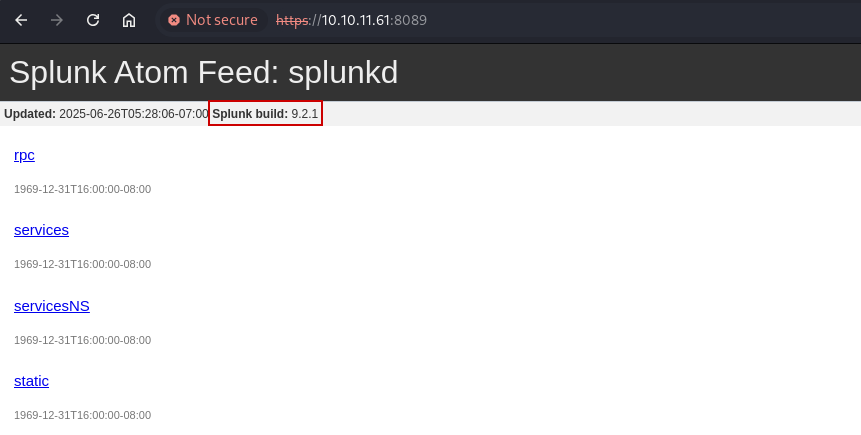 Not secure https://10.10.11.61:8089
Splunk Atom Feed: splunkd
Updated: 2025-06-26T05:28:06-07:00 Splunk build: 9.2.1
rpc
1969-12-31T16:00:00-08:00
services
1969-12-31T16:00:00-08:00
servicesNS
1969-12-31T16:00:00-08:00
static
1969-12-31T16:00:00-08:00